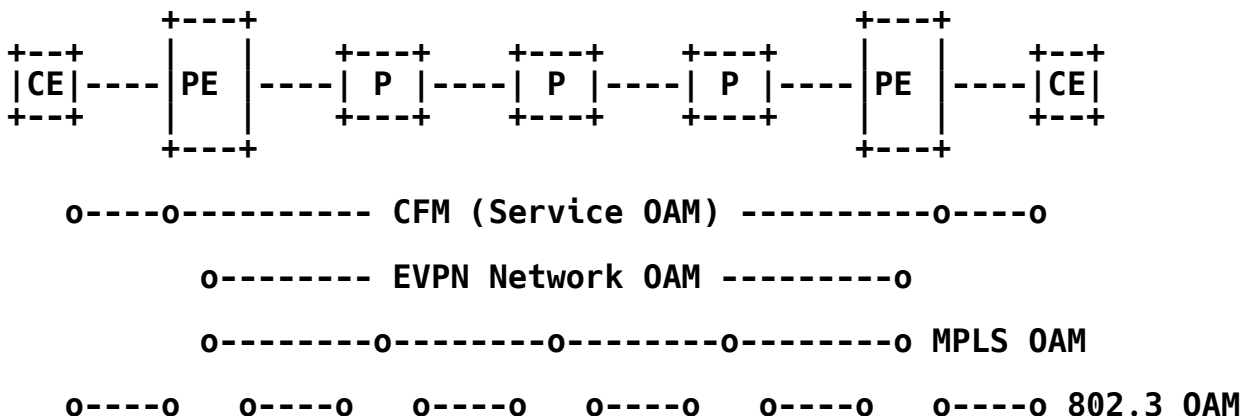 +---+                               +---+
+--+     |   |    +---+    +---+    +---+    |   |    +--+
|CE|----|PE |----| P |----| P |----| P |----|PE |----|CE|
+--+     |   |    +---+    +---+    +---+    |   |    +--+
         +---+                               +---+
o----o---------- CFM (Service OAM) ----------o----o
o-------- EVPN Network OAM ---------o
o--------o--------o--------o--------o MPLS OAM
o----o   o----o   o----o   o----o   o----o   o----o 802.3 OAM